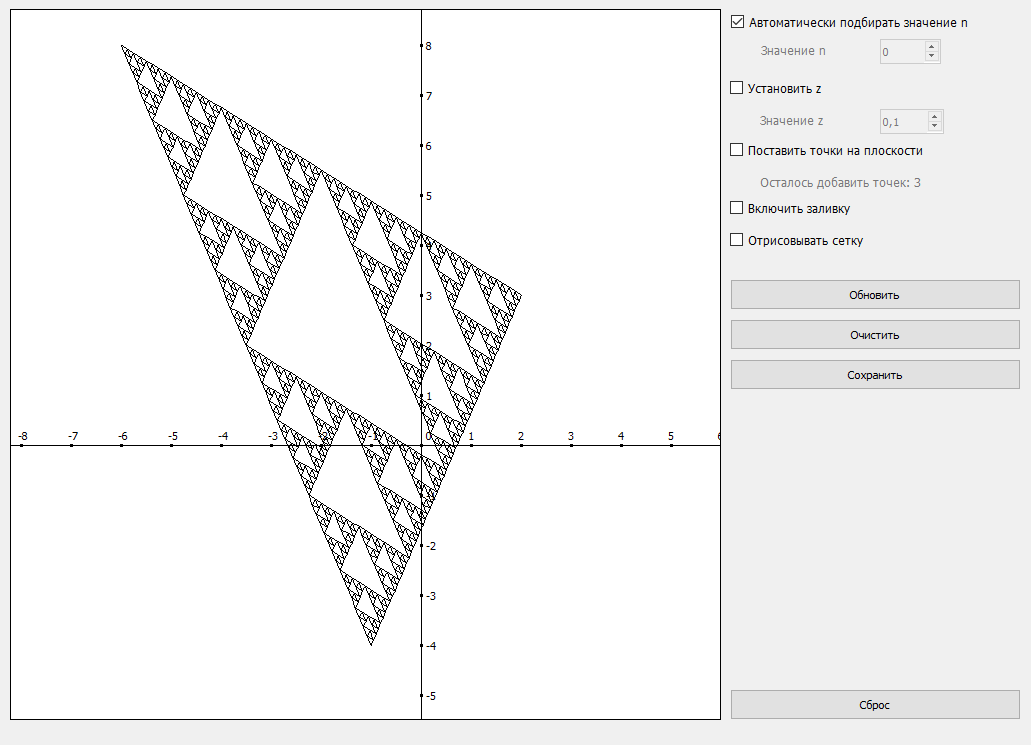 8
7
6
5
4
3
2
1
-8 -7 -6 -5 -4 -3 -2 -1 0 1 2 3 4 5 6
-1
-2
-3
-4
-5
Автоматически подбирать значение n
Значение n 0
Установить z
Значение z 0,1
Поставить точки на плоскости
Осталось добавить точек: 3
Включить заливку
Отрисовывать сетку
Обновить
Очистить
Сохранить
Сброс